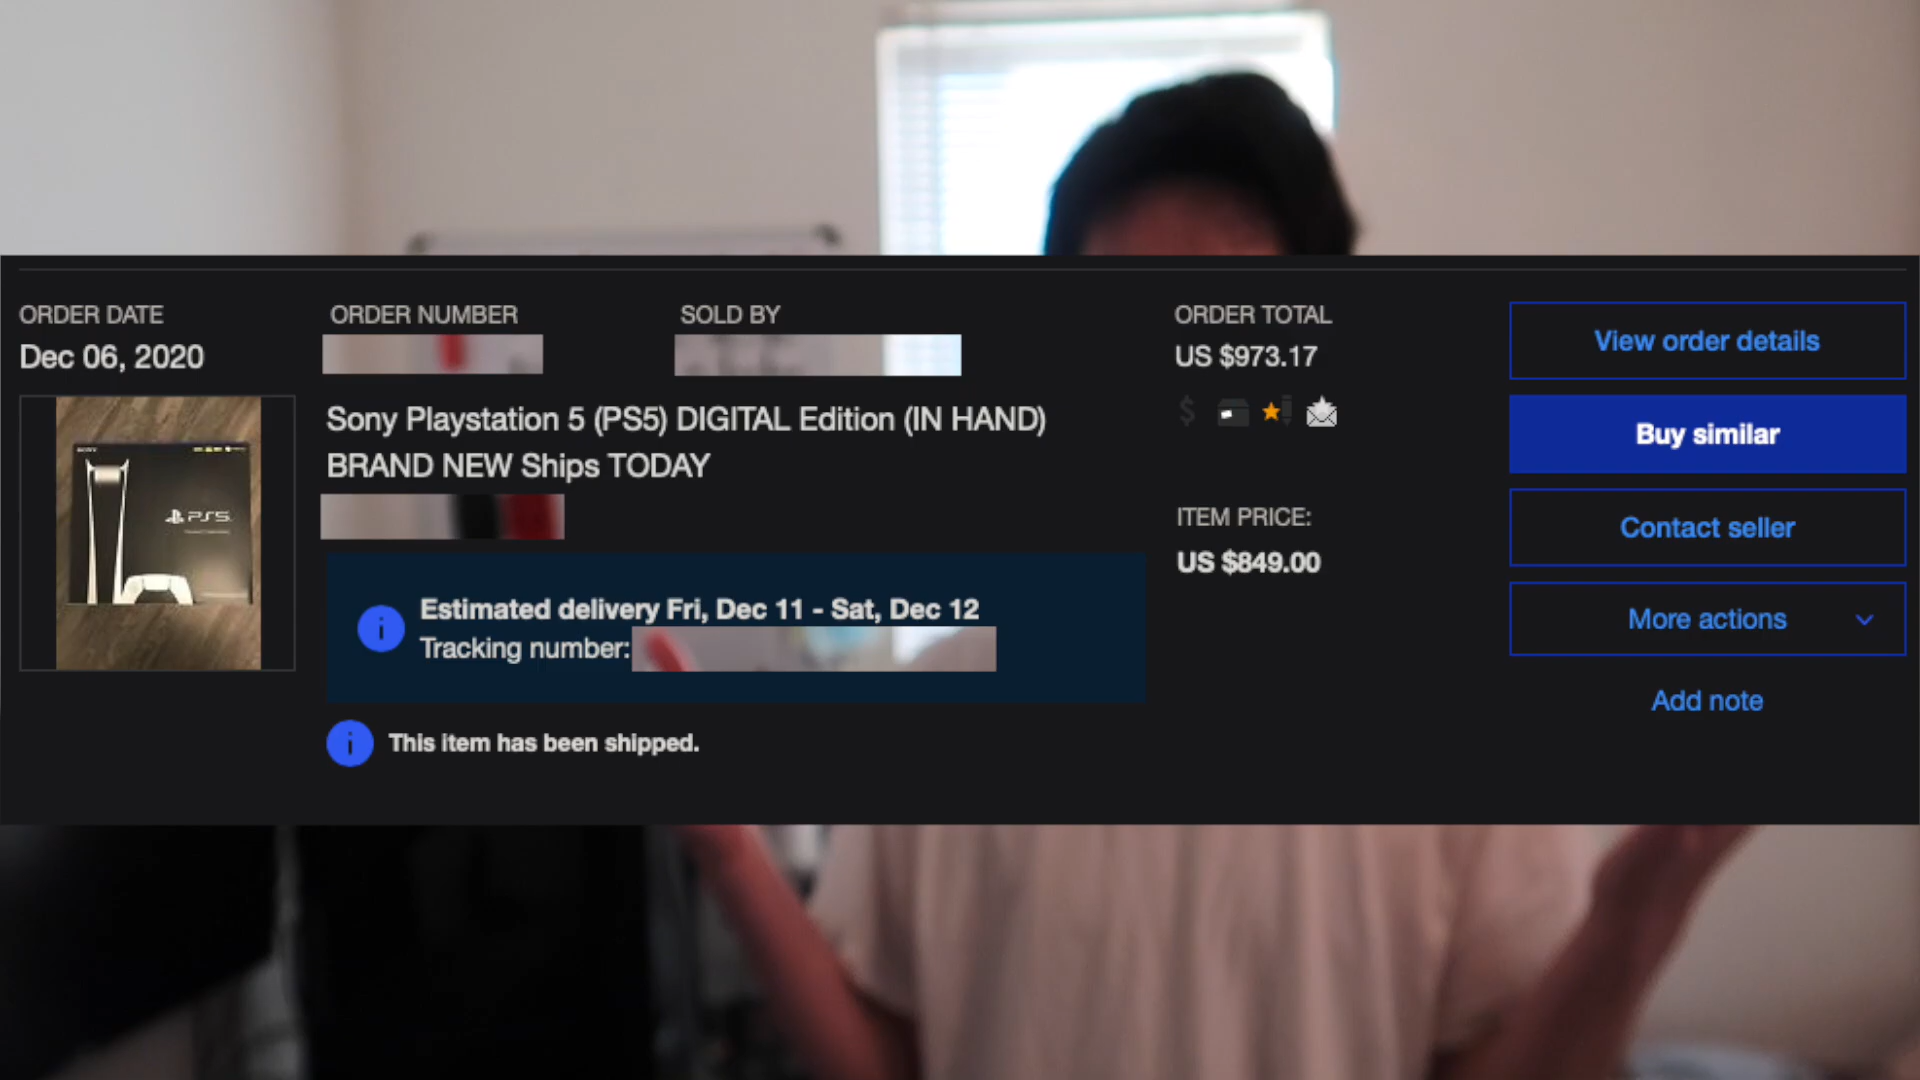 ORDER DATE
Dec 06, 2020
ORDER NUMBER
SOLD BY
ORDER TOTAL
US $973.17
Sony Playstation 5 (PS5) DIGITAL Edition (IN HAND)
BRAND NEW Ships TODAY
SONY
PS5
Estimated delivery Fri, Dec 11 - Sat, Dec 12
Tracking number:
This item has been shipped.
ITEM PRICE:
US $849.00
View order details
Buy similar
Contact seller
More actions
Add note